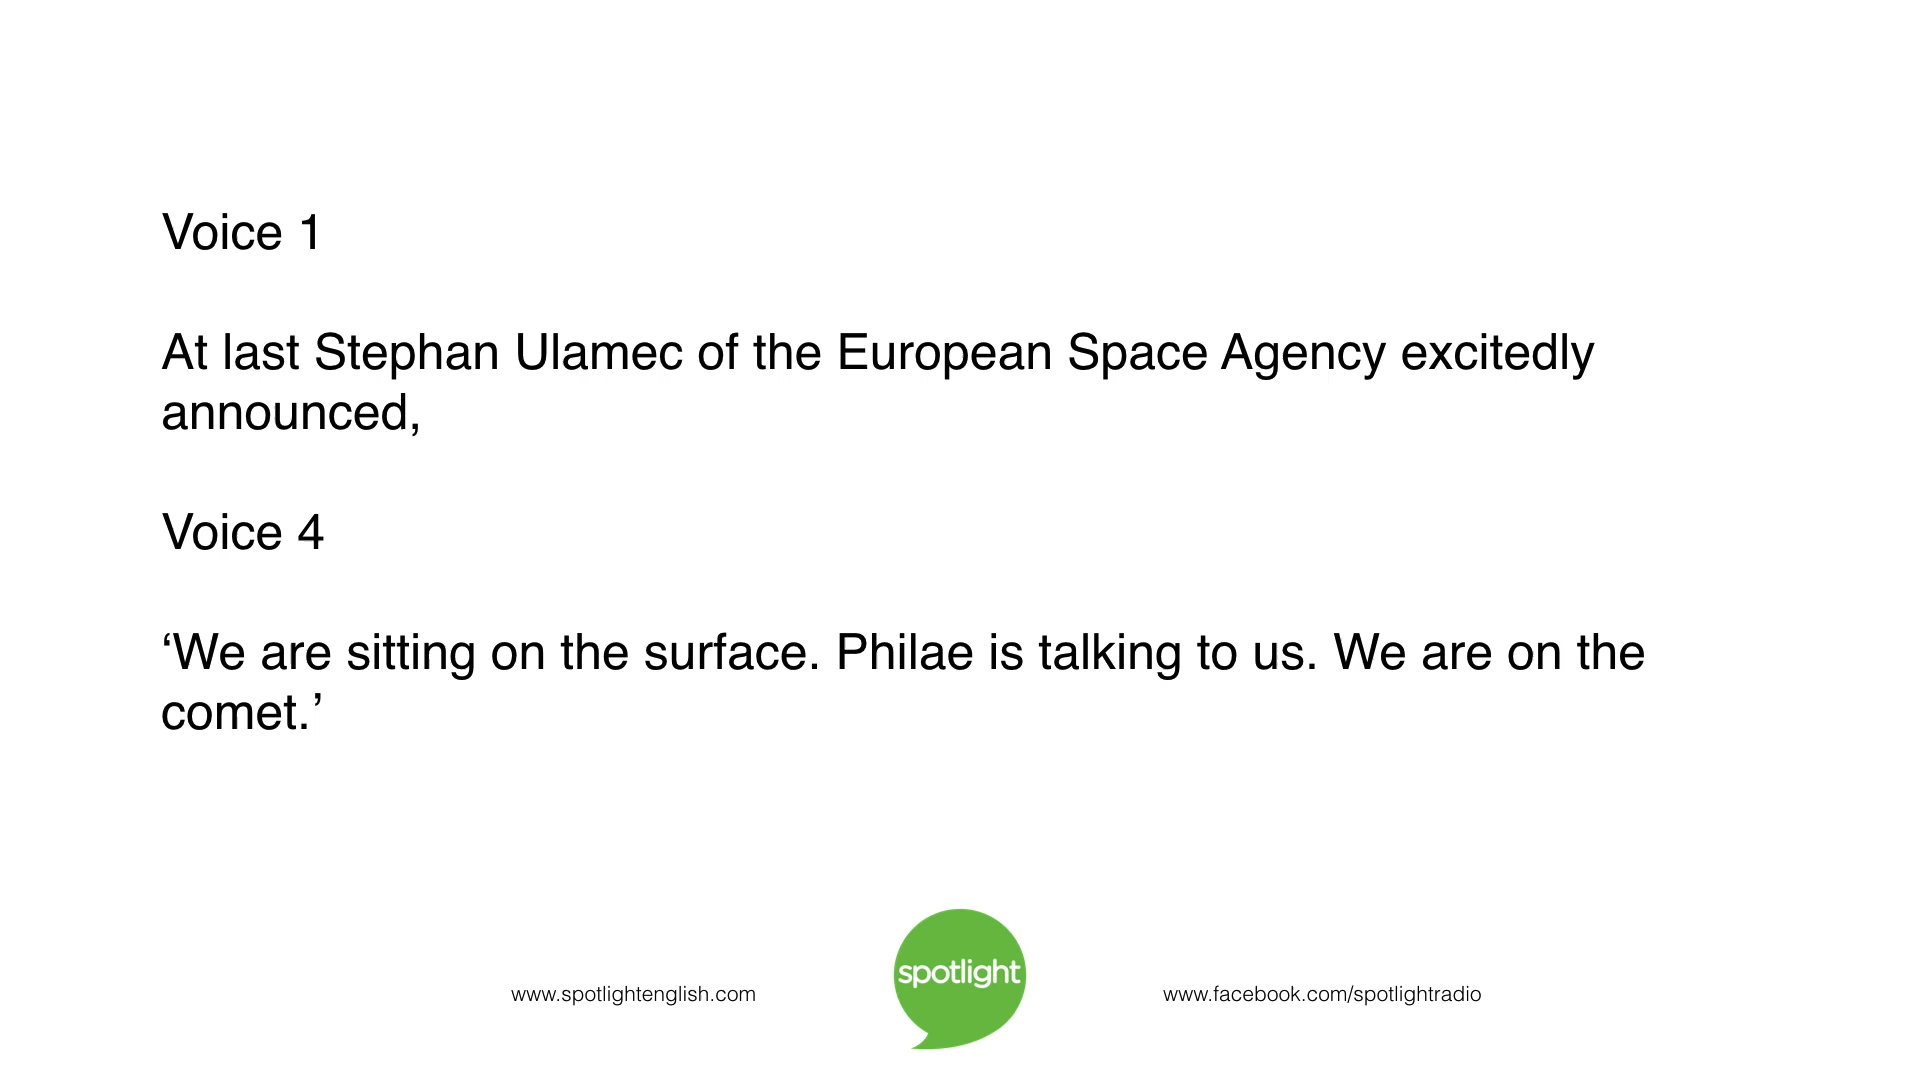 Voice 1
At last Stephan Ulamec of the European Space Agency excitedly
announced,
Voice 4
‘We are sitting on the surface. Philae is talking to us. We are on the
comet.’
www.spotlightenglish.com
spotlight
www.facebook.com/spotlightradio